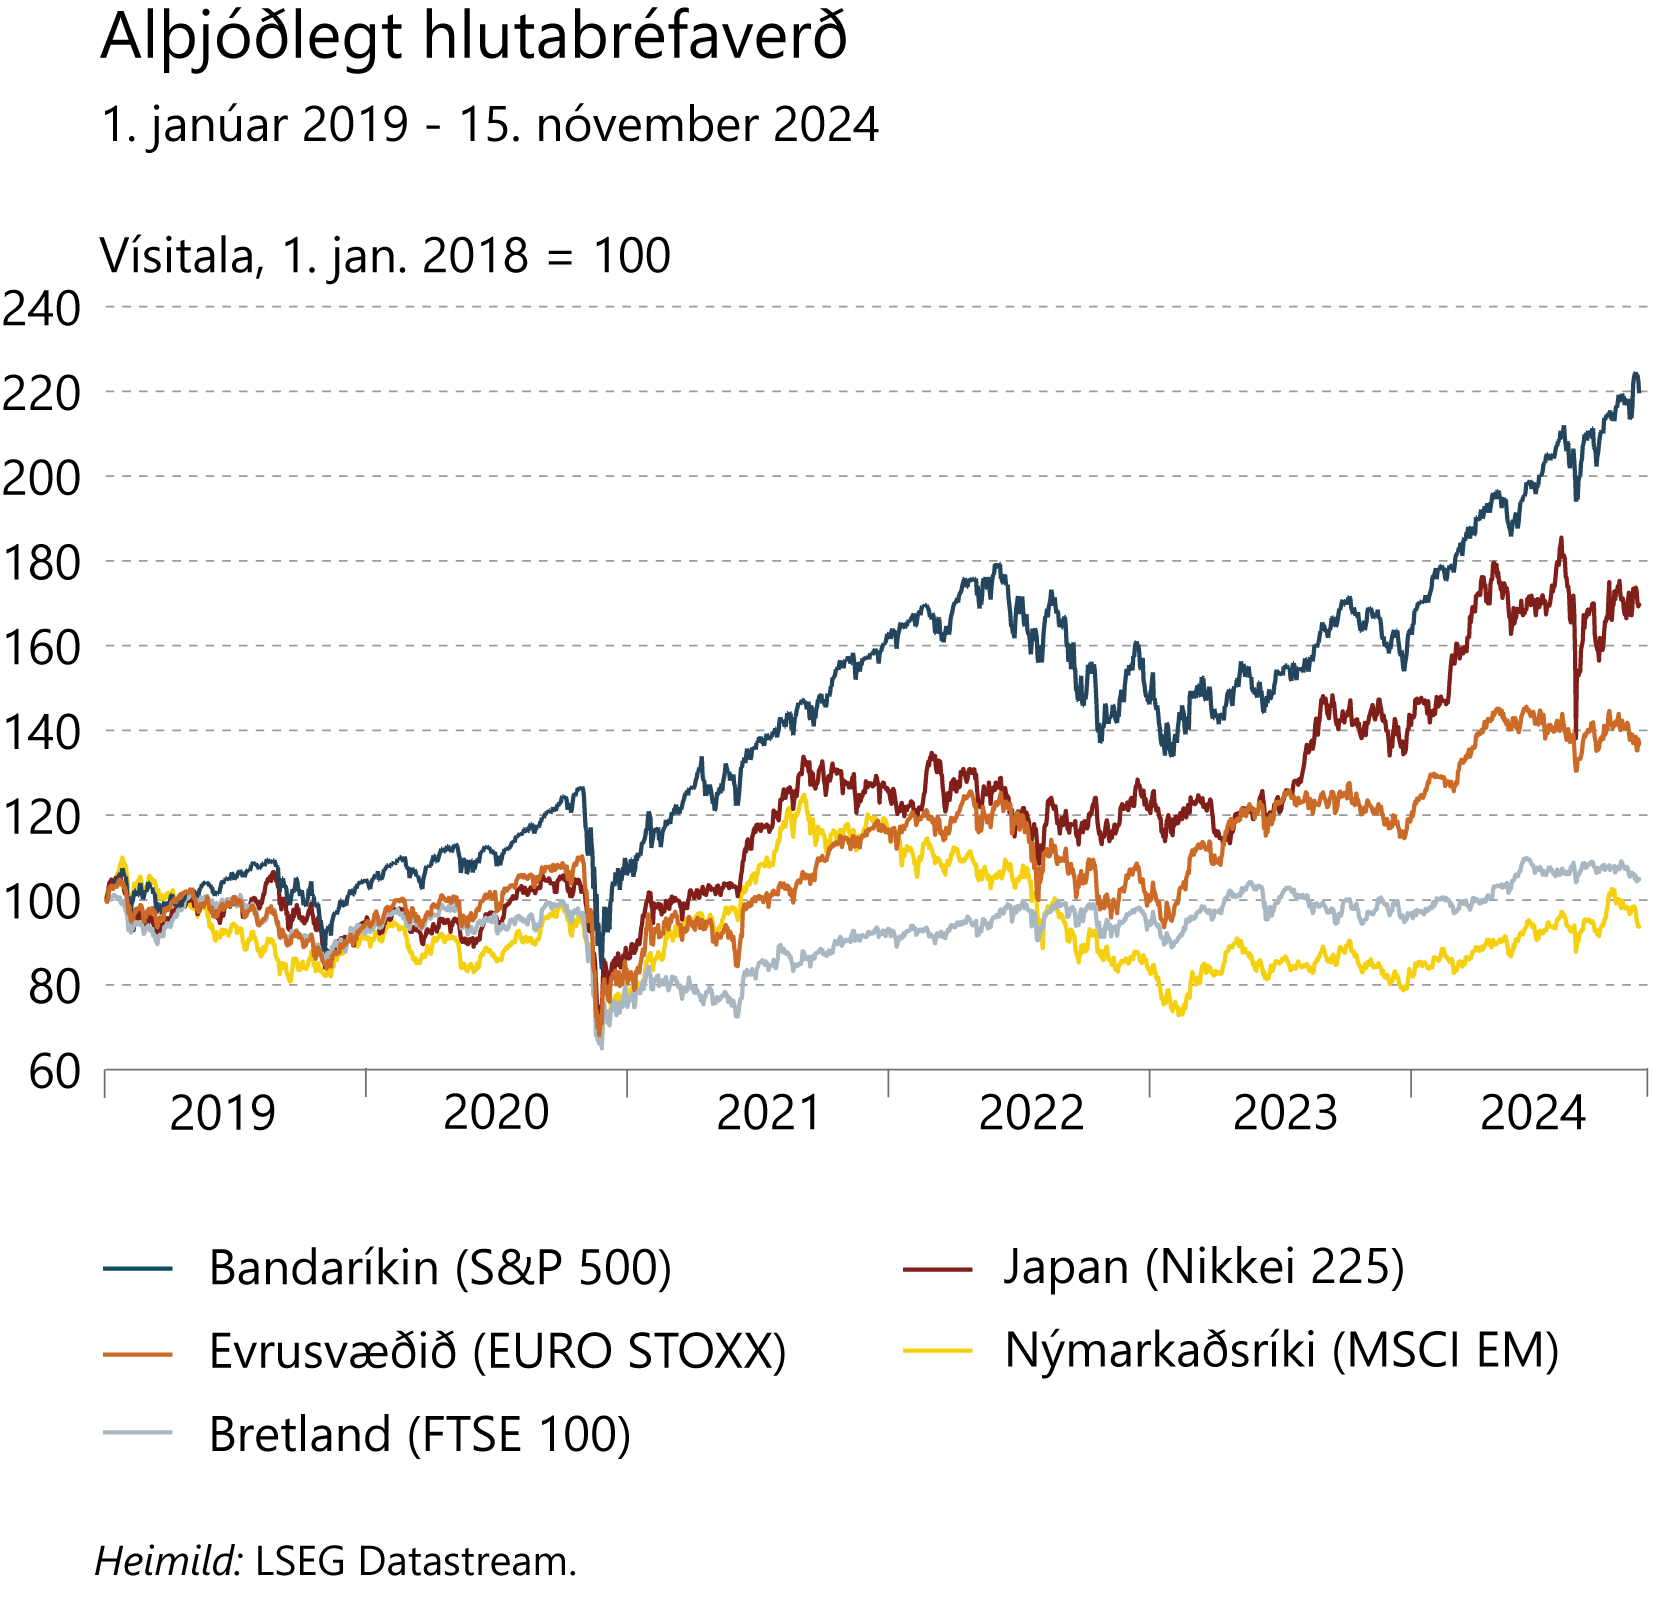 Alþjóðlegt hlutabréfaverð
1. janúar 2019 - 15. nóvember 2024
Vísitala, 1. jan. 2018 = 100
240
220
200
180
160
140
120
100
80
60
2019 2020 2021 2022 2023 2024
Bandaríkin (S&P 500)
Japan (Nikkei 225)
Evrusvæðið (EURO STOXX)
Nýmarkaðsríki (MSCI EM)
Bretland (FTSE 100)
Heimild: LSEG Datastream.